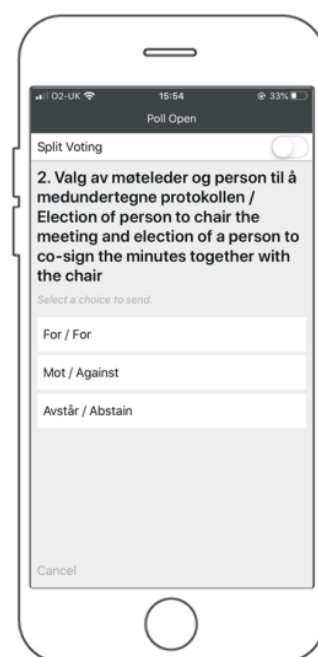 O2-UK 15:54 33%
Poll Open
Split Voting
2. Valg av møteleder og person til å
medundertegne protokollen /
Election of person to chair the
meeting and election of a person to
co-sign the minutes together with
the chair
Select a choice to send.
For / For
Mot / Against
Avstår / Abstain
Cancel